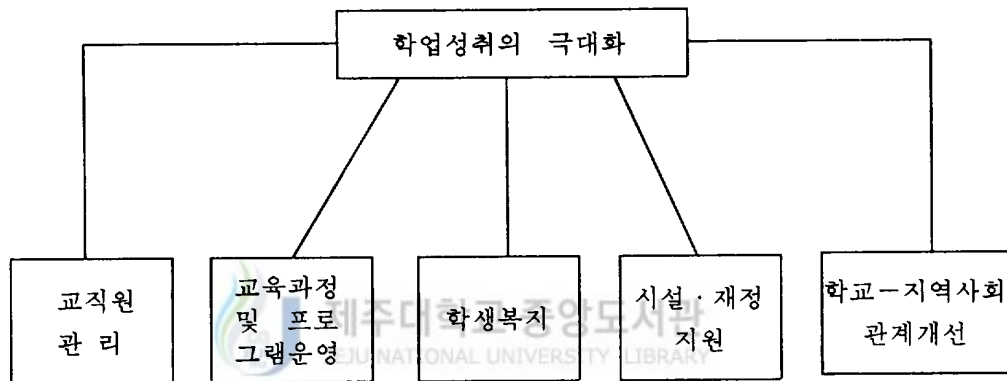 학업성취의 극대화
교직원
관 리
교육과정
및 프로
그램운영
학생복지
시설·재정
지원
학교-지역사회
관계개선
제주대학교 중앙도서관
JEJU NATIONAL UNIVERSITY LIBRARY